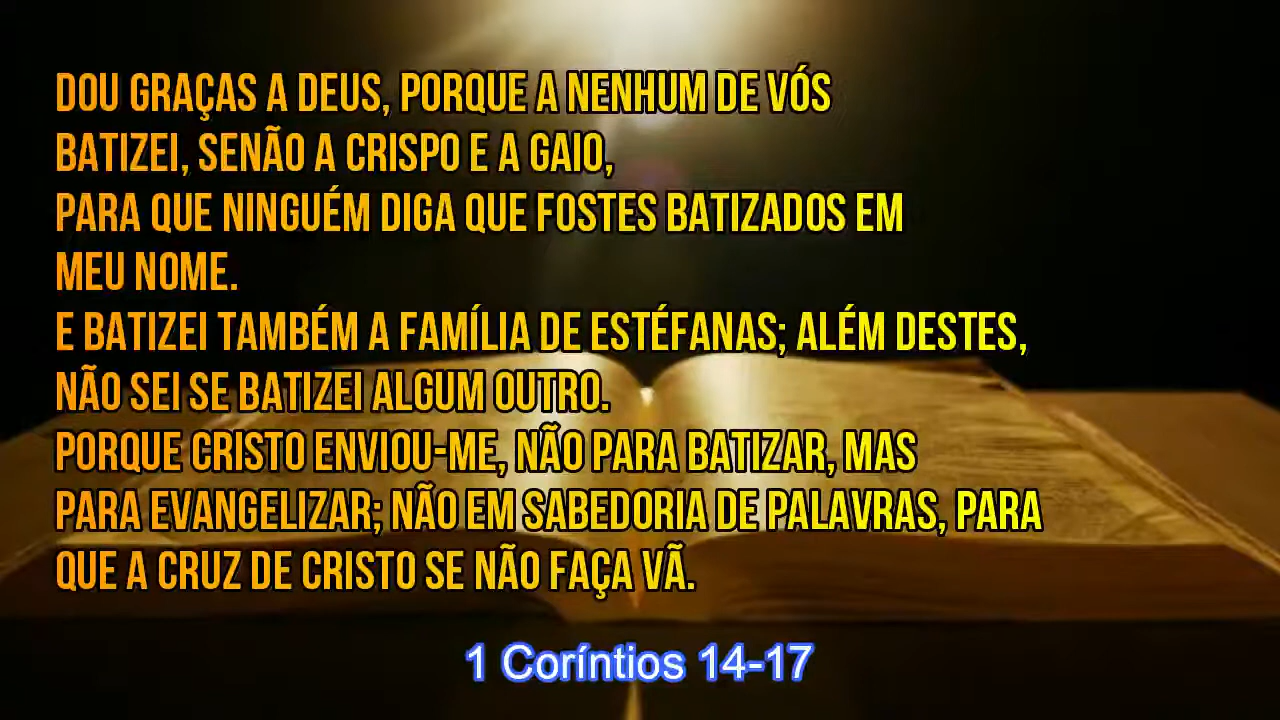 DOU GRAÇAS A DEUS, PORQUE A NENHUM DE VÓS
BATIZEI, SENÃO A CRISPO E A GAIO,
PARA QUE NINGUÉM DIGA QUE FOSTES BATIZADOS EM
MEU NOME.
E BATIZEI TAMBÉM A FAMÍLIA DE ESTÉFANAS; ALÉM DESTES,
NÃO SEI SE BATIZEI ALGUM OUTRO.
PORQUE CRISTO ENVIOU-ME, NÃO PARA BATIZAR, MAS
PARA EVANGELIZAR; NÃO EM SABEDORIA DE PALAVRAS, PARA
QUE A CRUZ DE CRISTO SE NÃO FAÇA VÃ.
1 Coríntios 14-17